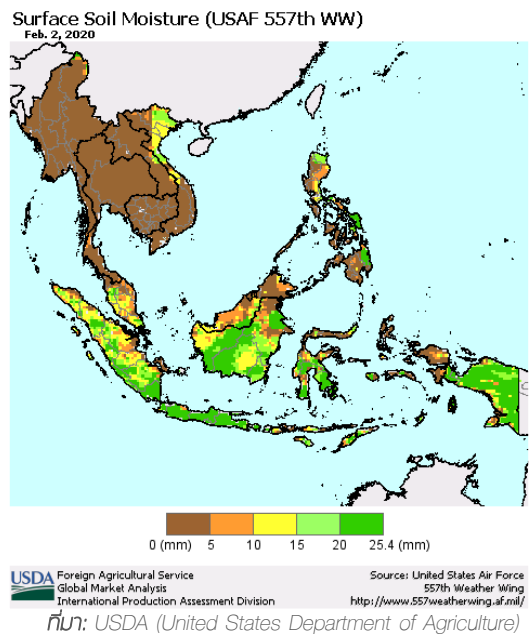 Surface Soil Moisture (USAF 557th WW)
Feb. 2, 2020
0 (mm) 5 10 15 20 25.4 (mm)
USDA Foreign Agricultural Service
Global Market Analysis
International Production Assessment Division
Source: United States Air Force
557th Weather Wing
http://www.557weatherwing.af.mil/
ที่มา: USDA (United States Department of Agriculture)